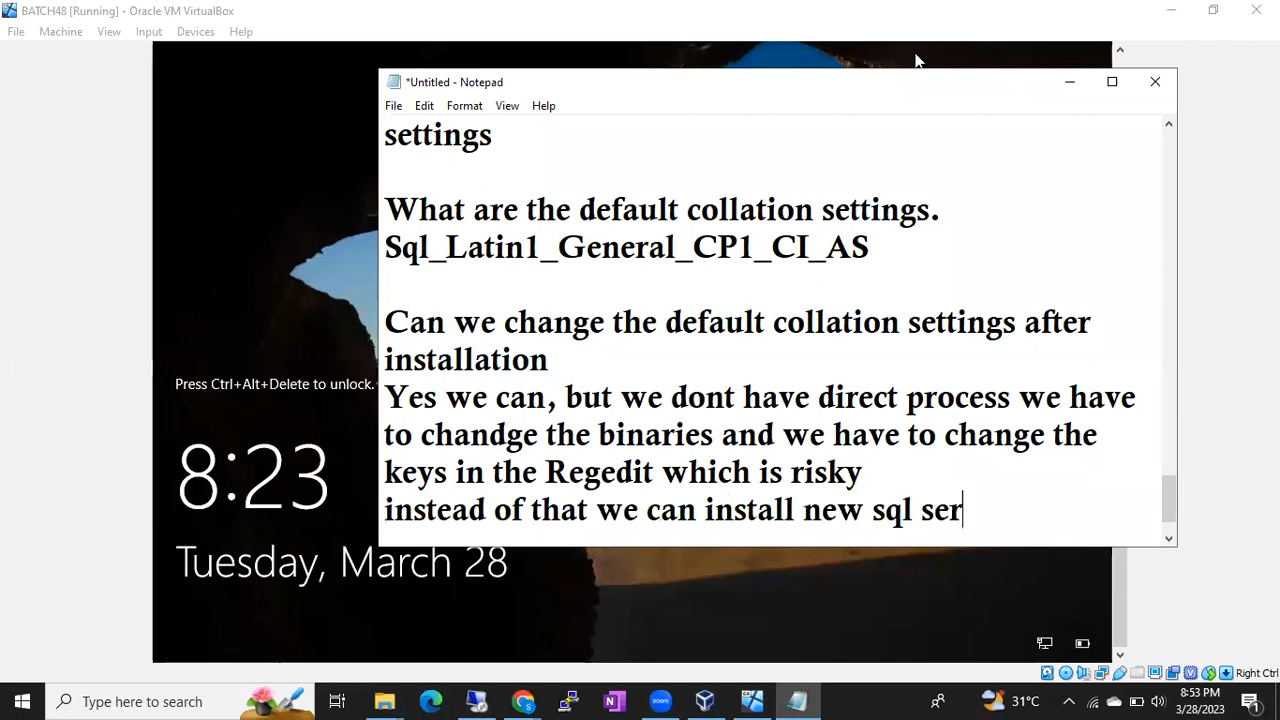 BATCH48 [Running] - Oracle VM VirtualBox
File Machine View Input Devices Help
*Untitled - Notepad
File Edit Format View Help
settings
What are the default collation settings.
Sql_Latin1_General_CP1_CI_AS
Can we change the default collation settings after
installation
Yes we can, but we dont have direct process we have
to chandge the binaries and we have to change the
keys in the Regedit which is risky
instead of that we can install new sql ser
Press Ctrl+Alt+Delete to unlock.
8:23
Tuesday, March 28
Right Ctrl
Type here to search
zoom
31°C
8:53 PM
3/28/2023
1